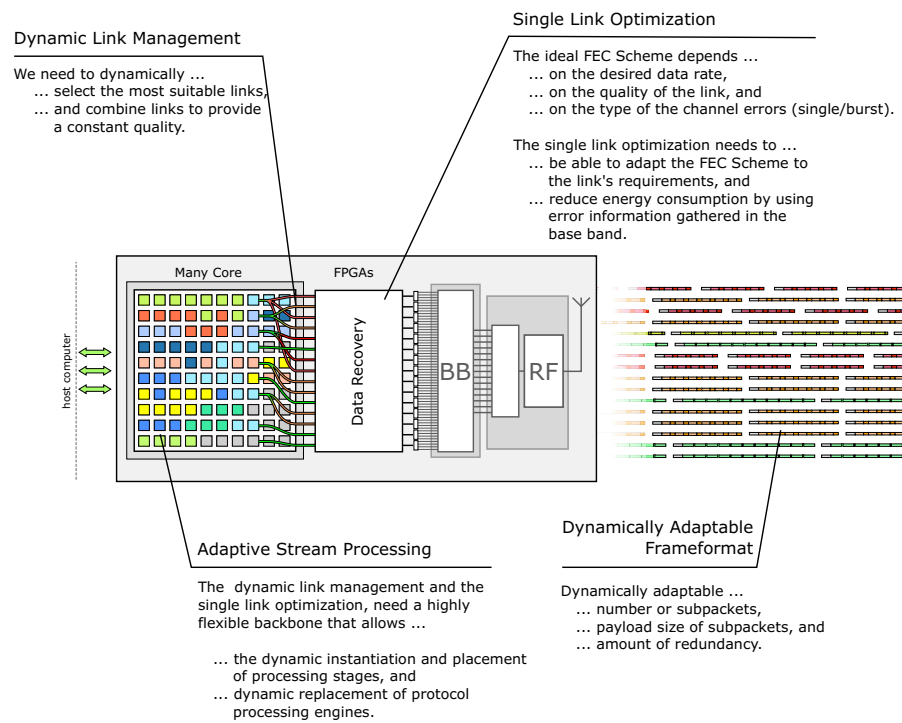 Single Link Optimization
The ideal FEC Scheme depends ...
... on the desired data rate,
... on the quality of the link, and
... on the type of the channel errors (single/burst).
The single link optimization needs to ...
... be able to adapt the FEC Scheme to
the link's requirements, and
... reduce energy consumption by using
error information gathered in the
base band.
Dynamic Link Management
We need to dynamically ...
... select the most suitable links,
... and combine links to provide
a constant quality.
Many Core
FPGAs
host computer
Data Recovery
BB
RF
Adaptive Stream Processing
The dynamic link management and the
single link optimization, need a highly
flexible backbone that allows ...
... the dynamic instantiation and placement
of processing stages, and
... dynamic replacement of protocol
processing engines.
Dynamically Adaptable
Frameformat
Dynamically adaptable ...
... number or subpackets,
... payload size of subpackets, and
... amount of redundancy.